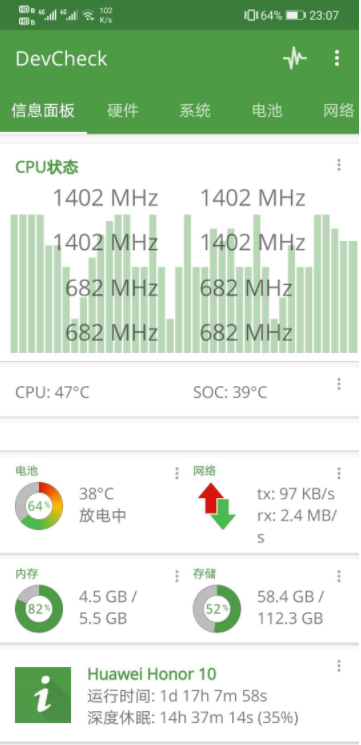 HD 4G 4G 102 K/s 64% 23:07
HD
DevCheck
信息面板 硬件 系统 电池 网络
CPU状态
1402 MHz 1402 MHz
1402 MHz 1402 MHz
682 MHz 682 MHz
682 MHz 682 MHz
CPU: 47°C SOC: 39°C
电池
64%
38°C
放电中
网络
tx: 97 KB/s
rx: 2.4 MB/
s
内存
82%
4.5 GB /
5.5 GB
存储
52%
58.4 GB /
112.3 GB
i
Huawei Honor 10
运行时间: 1d 17h 7m 58s
深度休眠: 14h 37m 14s (35%)